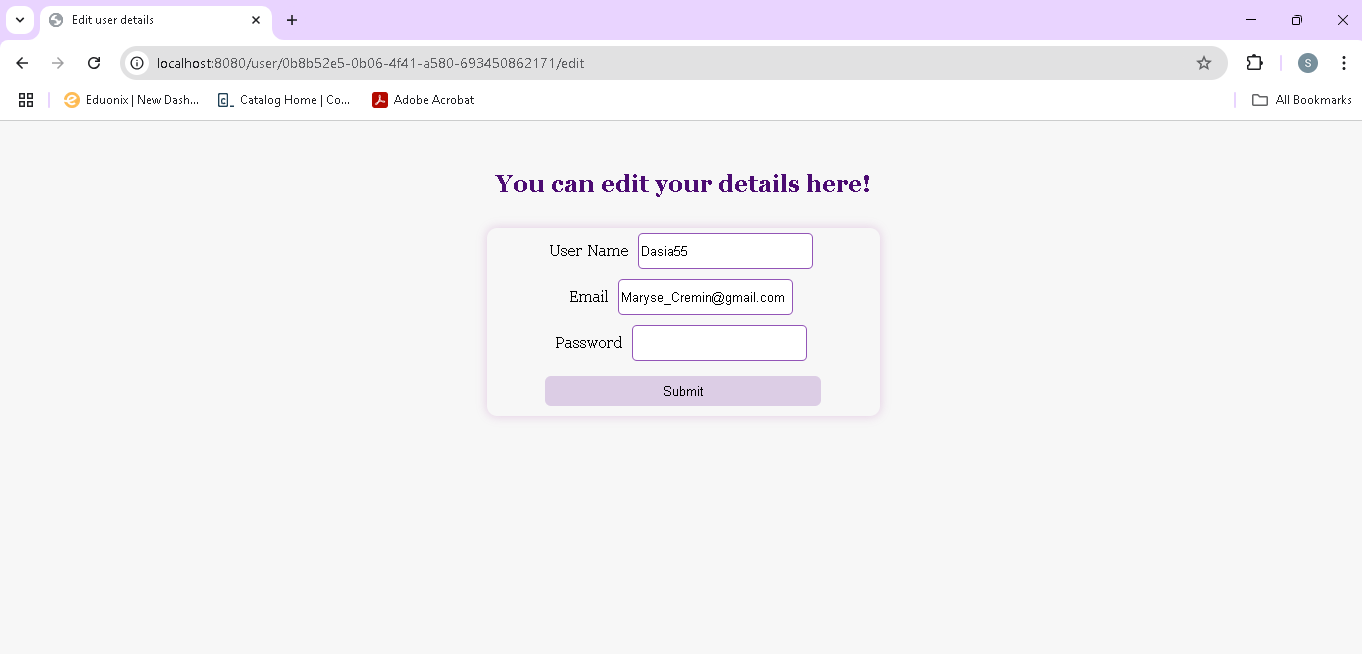 Edit user details
localhost:8080/user/0b8b52e5-0b06-4f41-a580-693450862171/edit
S
Eduonix | New Dash... Catalog Home | Co... Adobe Acrobat All Bookmarks
You can edit your details here!
User Name Dasia55
Email Maryse_Cremin@gmail.com
Password
Submit